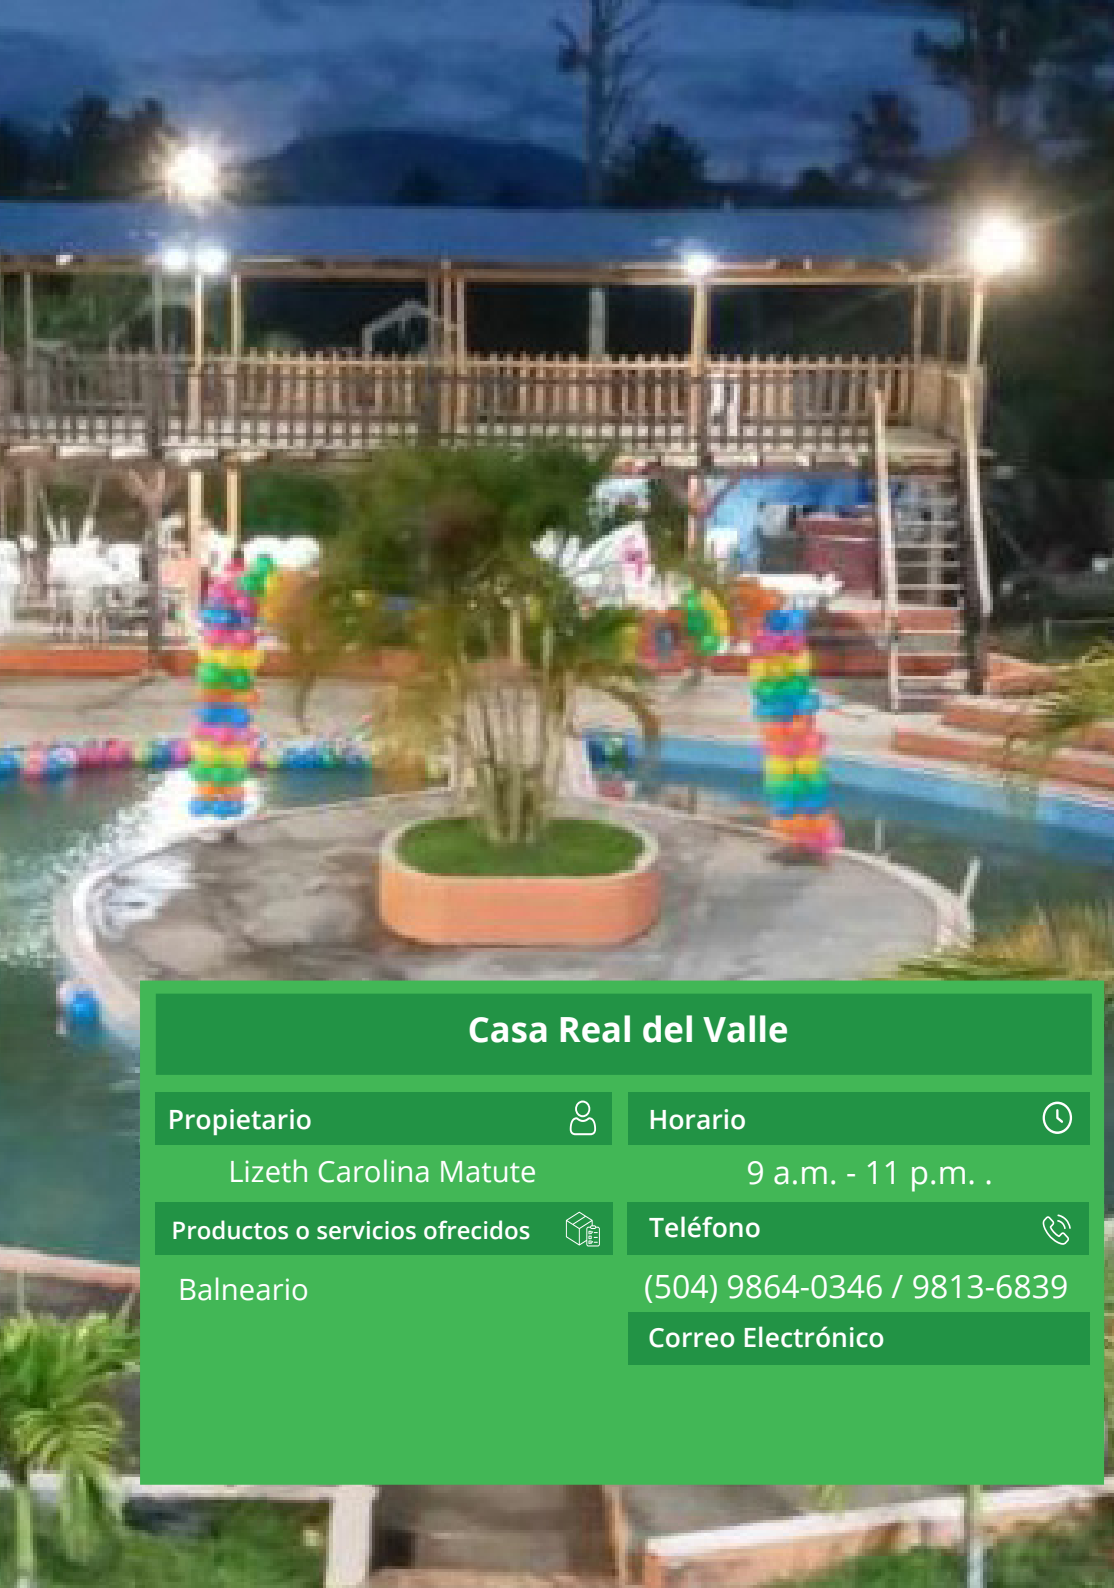 Casa Real del Valle
Propietario
Lizeth Carolina Matute
Productos o servicios ofrecidos
Balneario
Horario
9 a.m. - 11 p.m. .
Teléfono
(504) 9864-0346 / 9813-6839
Correo Electrónico